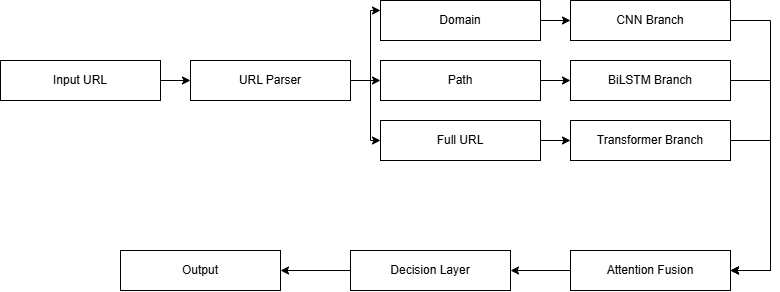 Domain
CNN Branch
Input URL
URL Parser
Path
BiLSTM Branch
Full URL
Transformer Branch
Output
Decision Layer
Attention Fusion